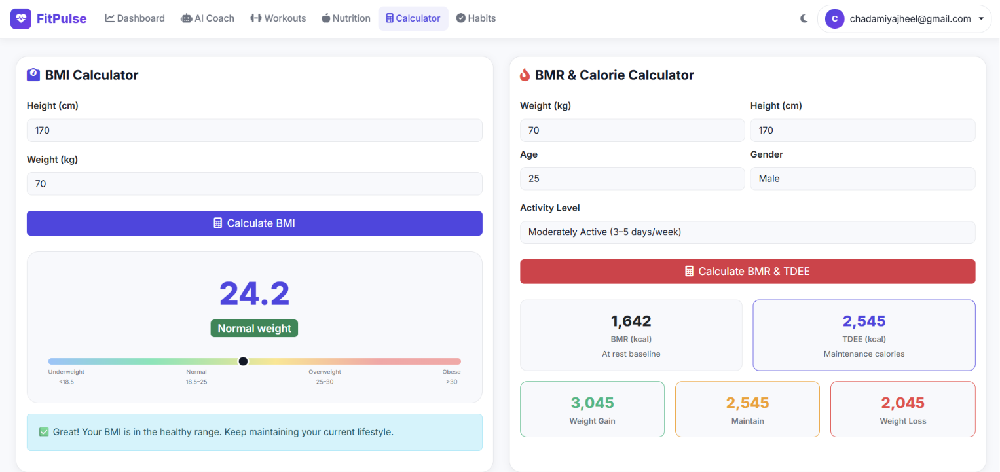 FitPulse Dashboard AI Coach Workouts Nutrition Calculator Habits C chadamiyajheel@gmail.com
BMI Calculator
Height (cm)
170
Weight (kg)
70
Calculate BMI
24.2
Normal weight
Underweight Normal Overweight Obese
<18.5 18.5–25 25–30 >30
✅ Great! Your BMI is in the healthy range. Keep maintaining your current lifestyle.
BMR & Calorie Calculator
Weight (kg) Height (cm)
70 170
Age Gender
25 Male
Activity Level
Moderately Active (3–5 days/week)
Calculate BMR & TDEE
1,642 2,545
BMR (kcal) TDEE (kcal)
At rest baseline Maintenance calories
3,045 2,545 2,045
Weight Gain Maintain Weight Loss